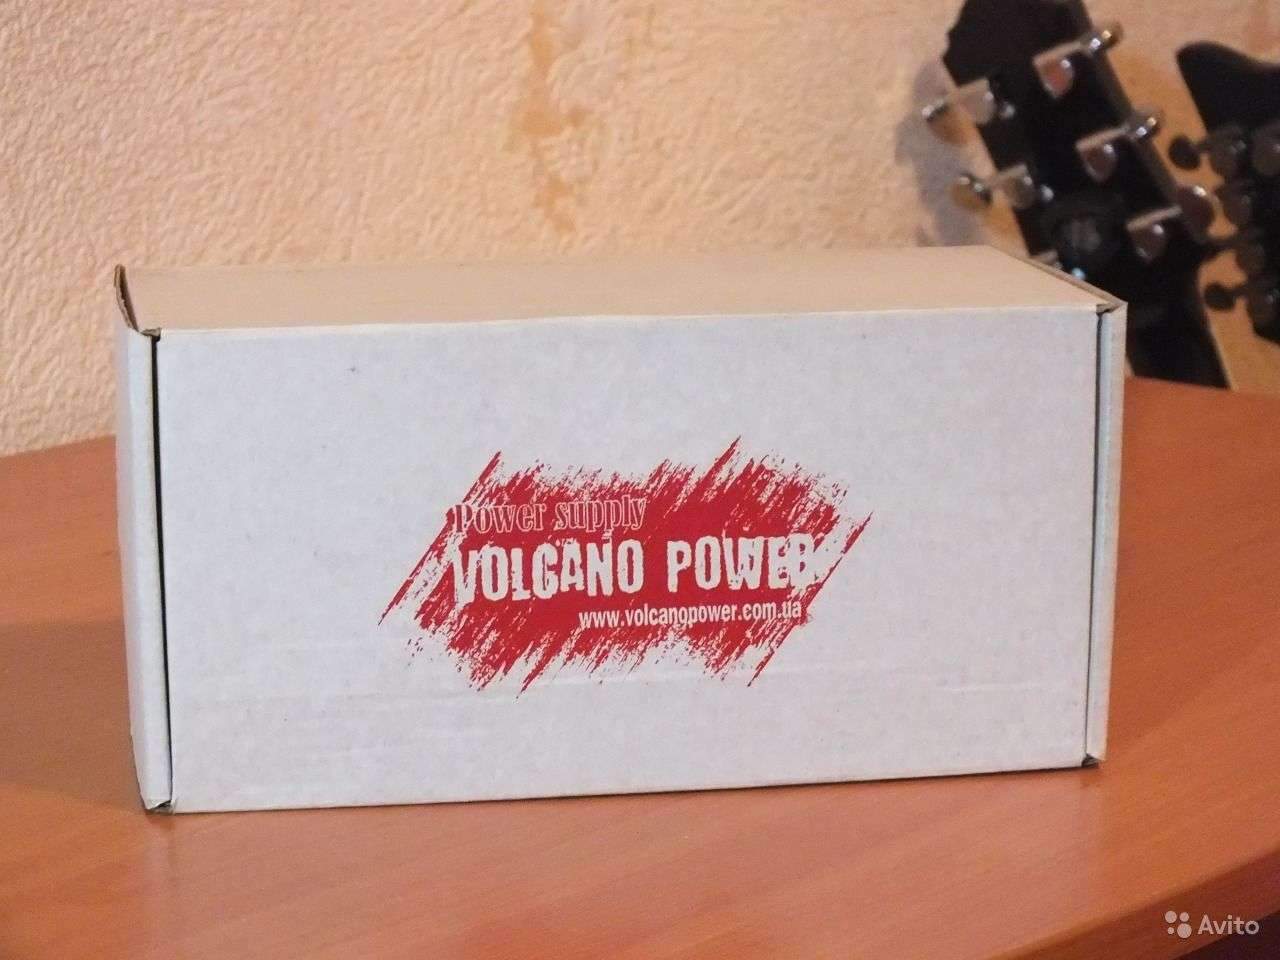 Power supply
VOLCANO POWER
www.volcanopower.com.ua
Avito